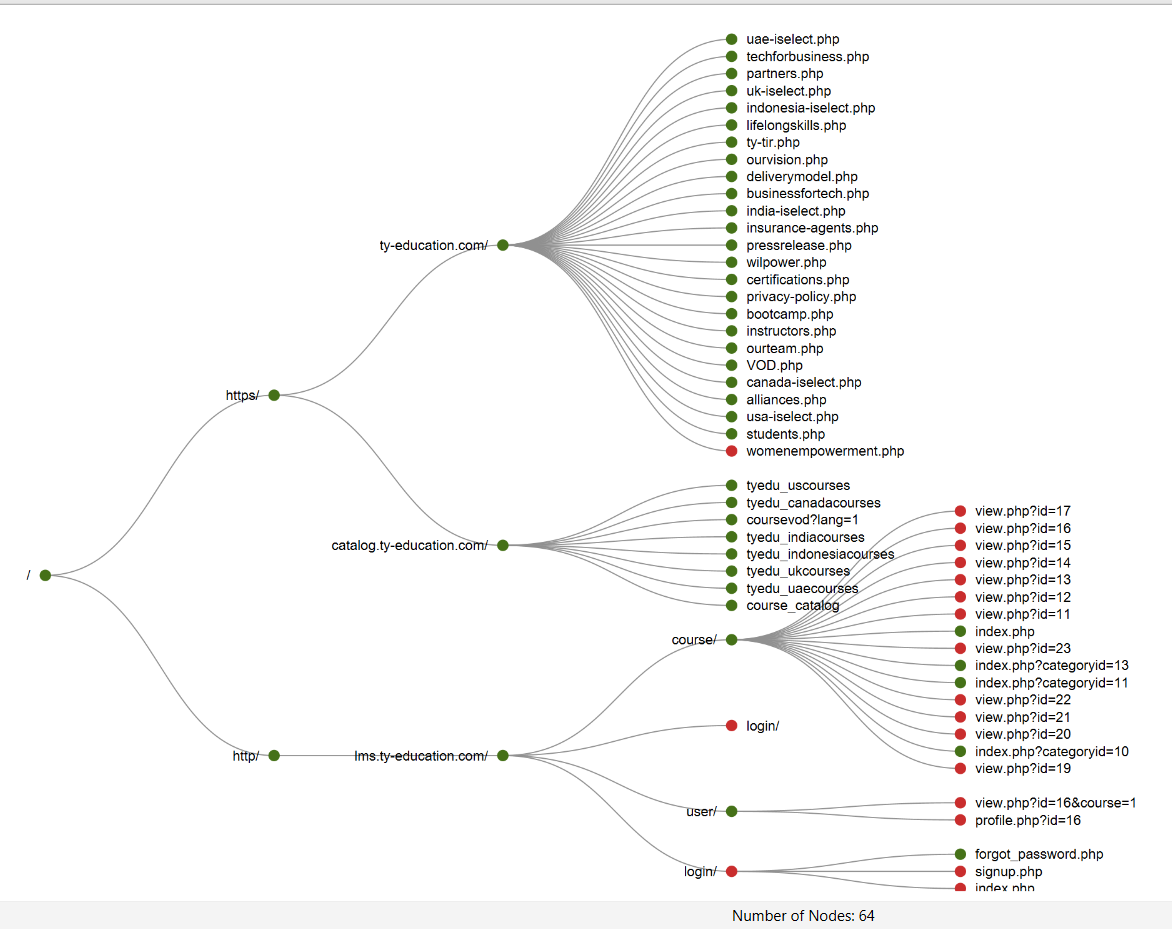 uae-iselect.php
techforbusiness.php
partners.php
uk-iselect.php
indonesia-iselect.php
lifelongskills.php
ty-tir.php
ourvision.php
deliverymodel.php
businessfortech.php
india-iselect.php
insurance-agents.php
ty-education.com/
pressrelease.php
wilpower.php
certifications.php
privacy-policy.php
bootcamp.php
instructors.php
ourteam.php
VOD.php
canada-iselect.php
https/
alliances.php
usa-iselect.php
students.php
womenempowerment.php
tyedu_uscourses
tyedu_canadacourses
coursevod?lang=1
tyedu_indiacourses
catalog.ty-education.com/
tyedu_indonesiacourses
tyedu_ukcourses
tyedu_uaecourses
course_catalog
/
view.php?id=17
view.php?id=16
view.php?id=15
view.php?id=14
view.php?id=13
view.php?id=12
view.php?id=11
index.php
course/
view.php?id=23
index.php?categoryid=13
index.php?categoryid=11
view.php?id=22
view.php?id=21
login/
view.php?id=20
index.php?categoryid=10
http/
lms.ty-education.com/
view.php?id=19
user/
view.php?id=16&course=1
profile.php?id=16
login/
forgot_password.php
signup.php
index.php
Number of Nodes: 64